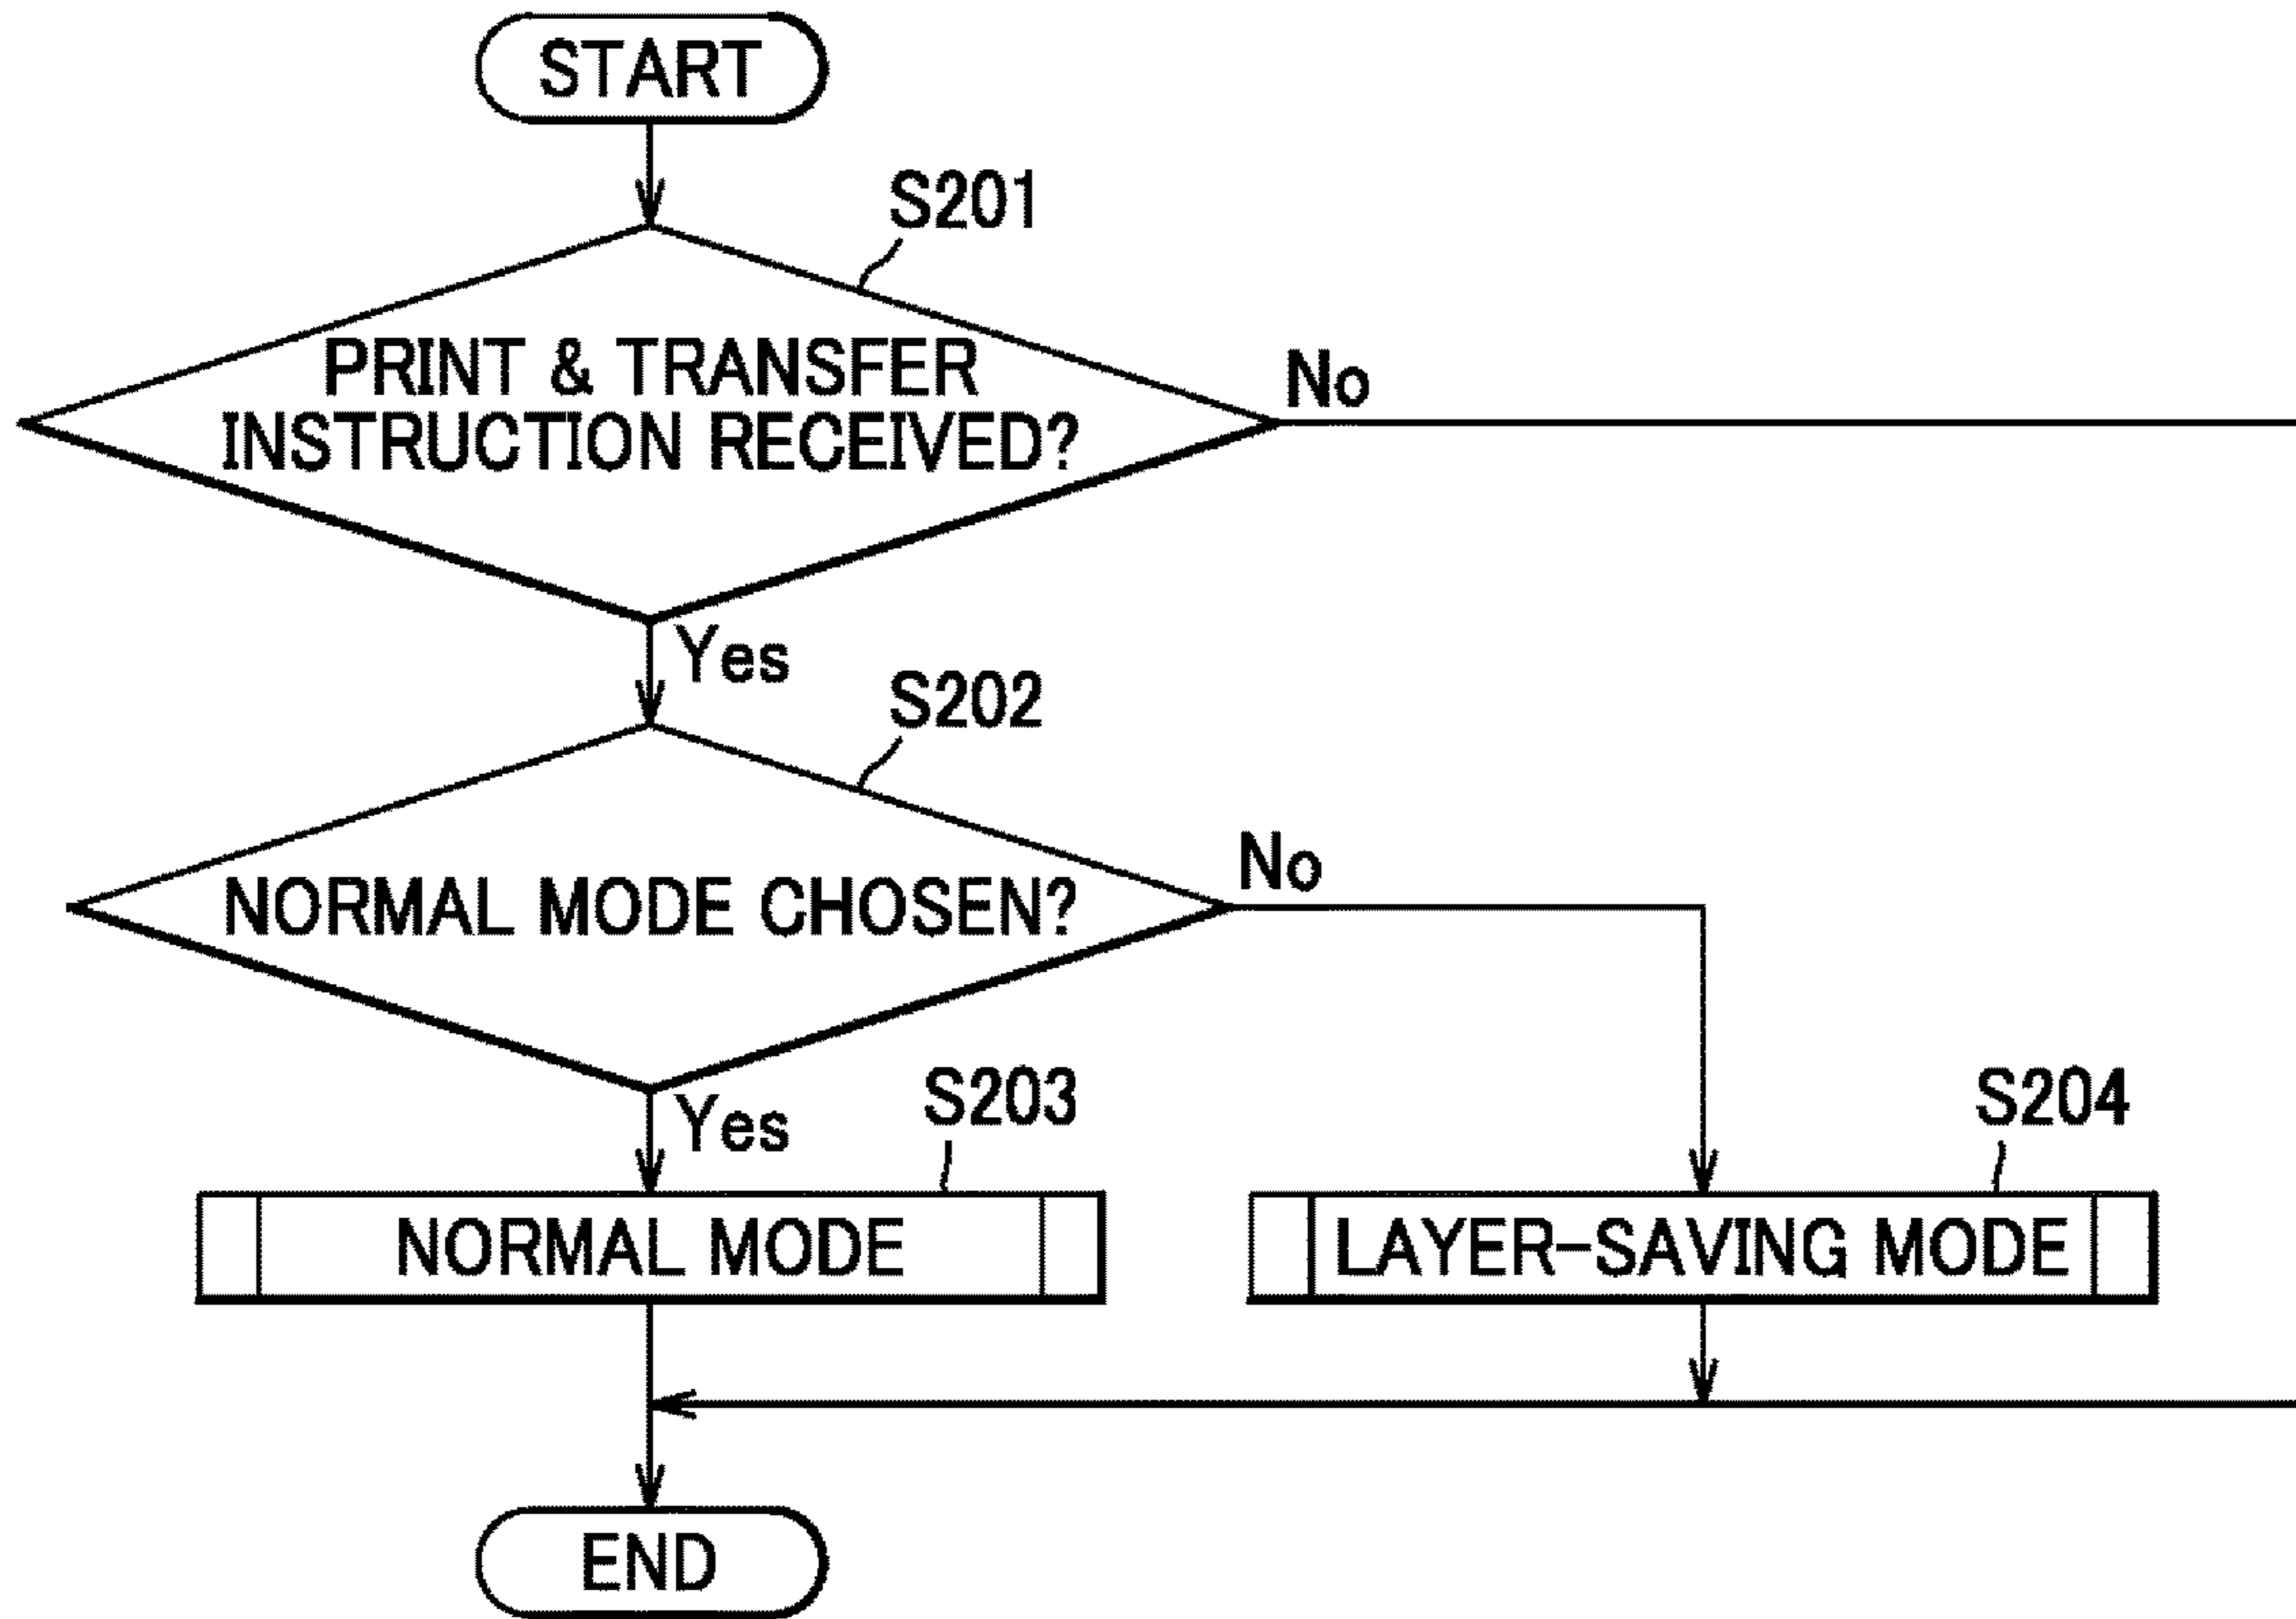 START
S201
PRINT & TRANSFER
INSTRUCTION RECEIVED?
No
Yes
S202
NORMAL MODE CHOSEN?
No
Yes
S203
S204
NORMAL MODE
LAYER-SAVING MODE
END